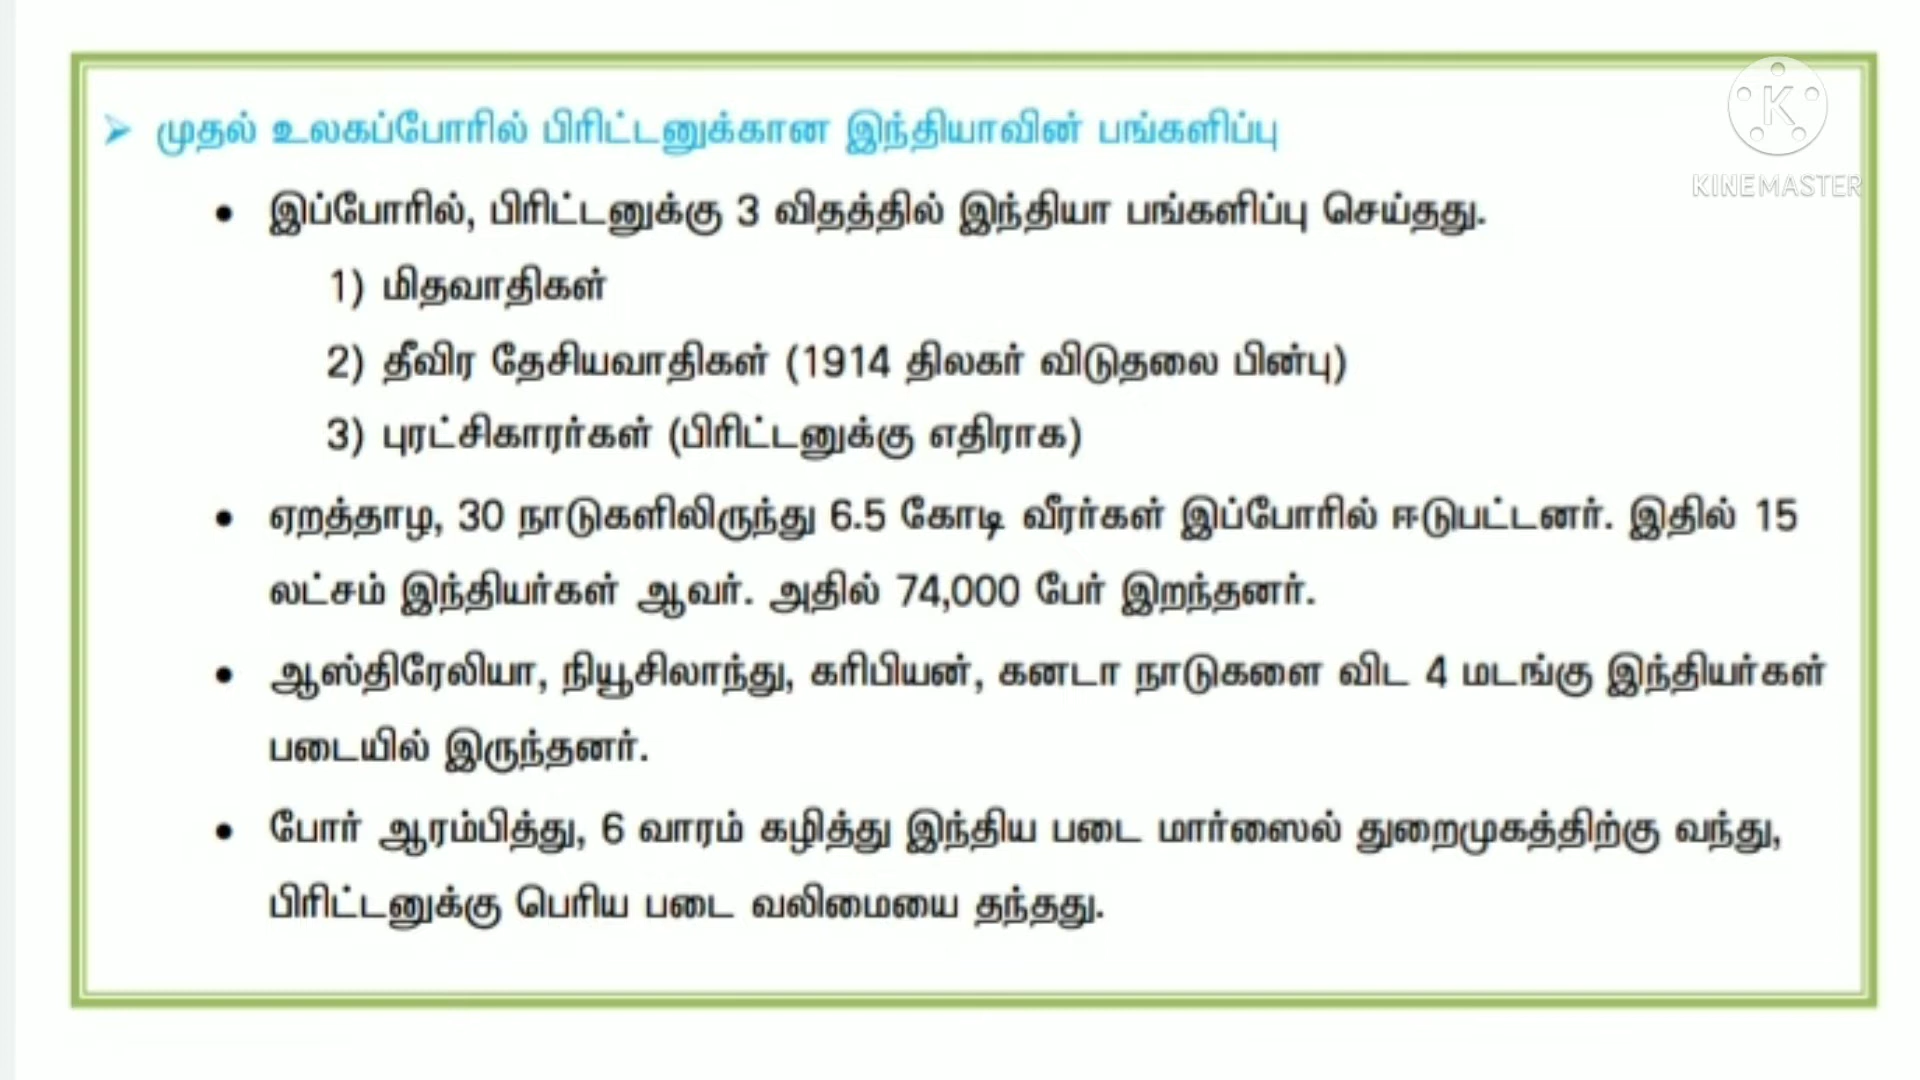 ➢ முதல் உலகப்போரில் பிரிட்டனுக்கான இந்தியாவின் பங்களிப்பு
K
KINEMASTER
• இப்போரில், பிரிட்டனுக்கு 3 விதத்தில் இந்தியா பங்களிப்பு செய்தது.
1) மிதவாதிகள்
2) தீவிர தேசியவாதிகள் (1914 திலகர் விடுதலை பின்பு)
3) புரட்சிகாரர்கள் (பிரிட்டனுக்கு எதிராக)
• ஏறத்தாழ, 30 நாடுகளிலிருந்து 6.5 கோடி வீரர்கள் இப்போரில் ஈடுபட்டனர். இதில் 15
லட்சம் இந்தியர்கள் ஆவர். அதில் 74,000 பேர் இறந்தனர்.
• ஆஸ்திரேலியா, நியூசிலாந்து, கரிபியன், கனடா நாடுகளை விட 4 மடங்கு இந்தியர்கள்
படையில் இருந்தனர்.
• போர் ஆரம்பித்து, 6 வாரம் கழித்து இந்திய படை மார்ஸைல் துறைமுகத்திற்கு வந்து,
பிரிட்டனுக்கு பெரிய படை வலிமையை தந்தது.